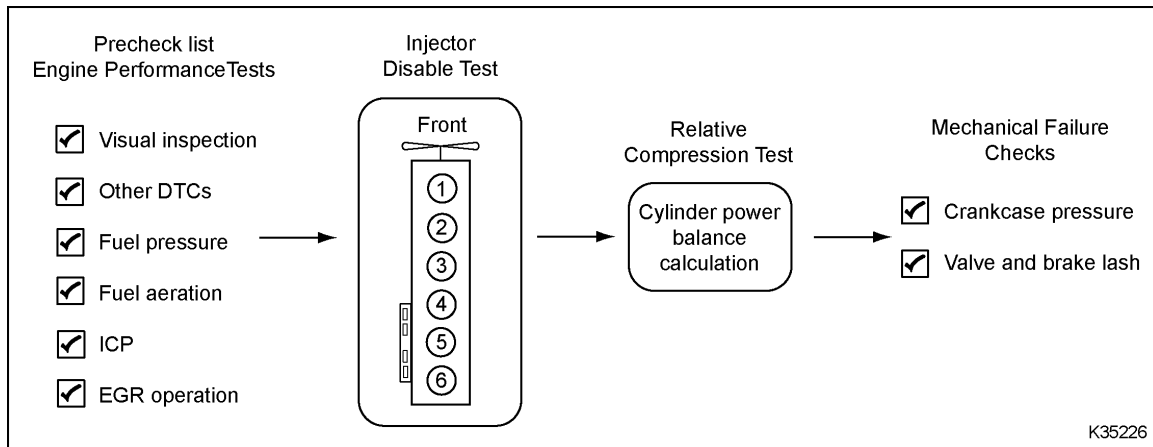 Precheck list
Engine PerformanceTests
Visual inspection
Other DTCs
Fuel pressure
Fuel aeration
ICP
EGR operation
Injector
Disable Test
Front
1
2
3
4
5
6
Relative
Compression Test
Cylinder power
balance
calculation
Mechanical Failure
Checks
Crankcase pressure
Valve and brake lash
K35226